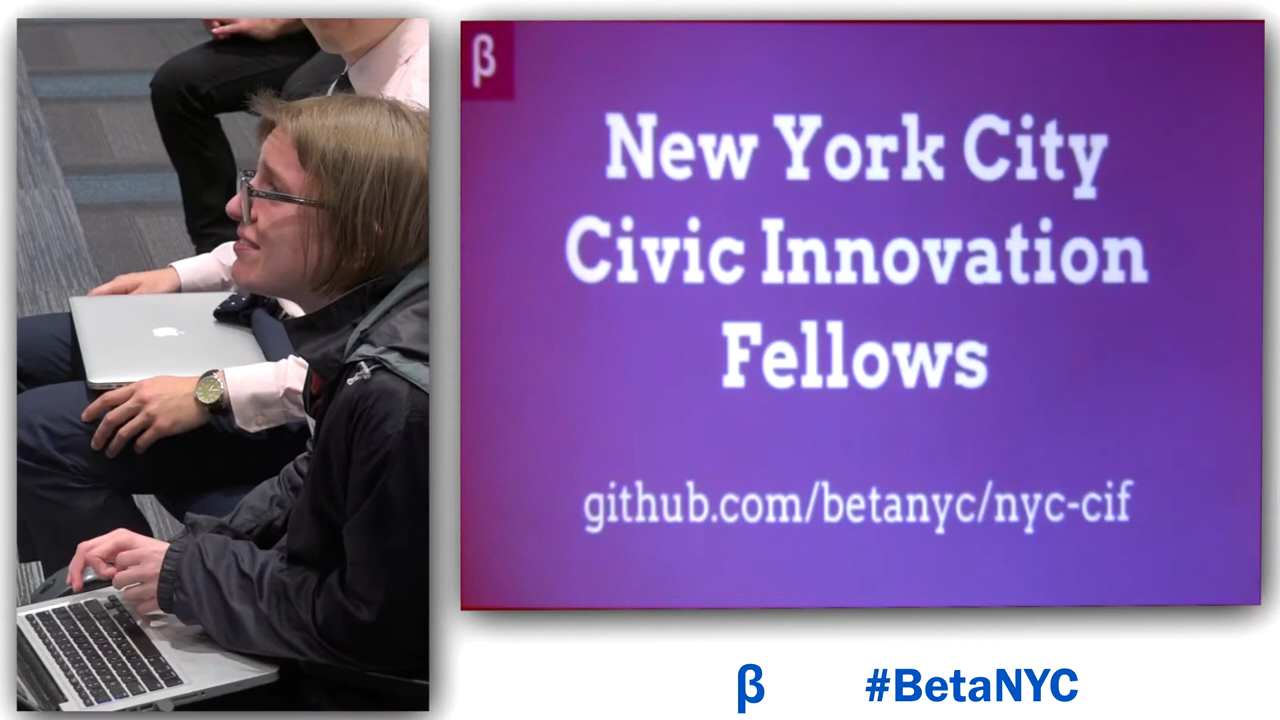 β
New York City
Civic Innovation
Fellows
github.com/betanyc/nyc-cif
β #BetaNYC